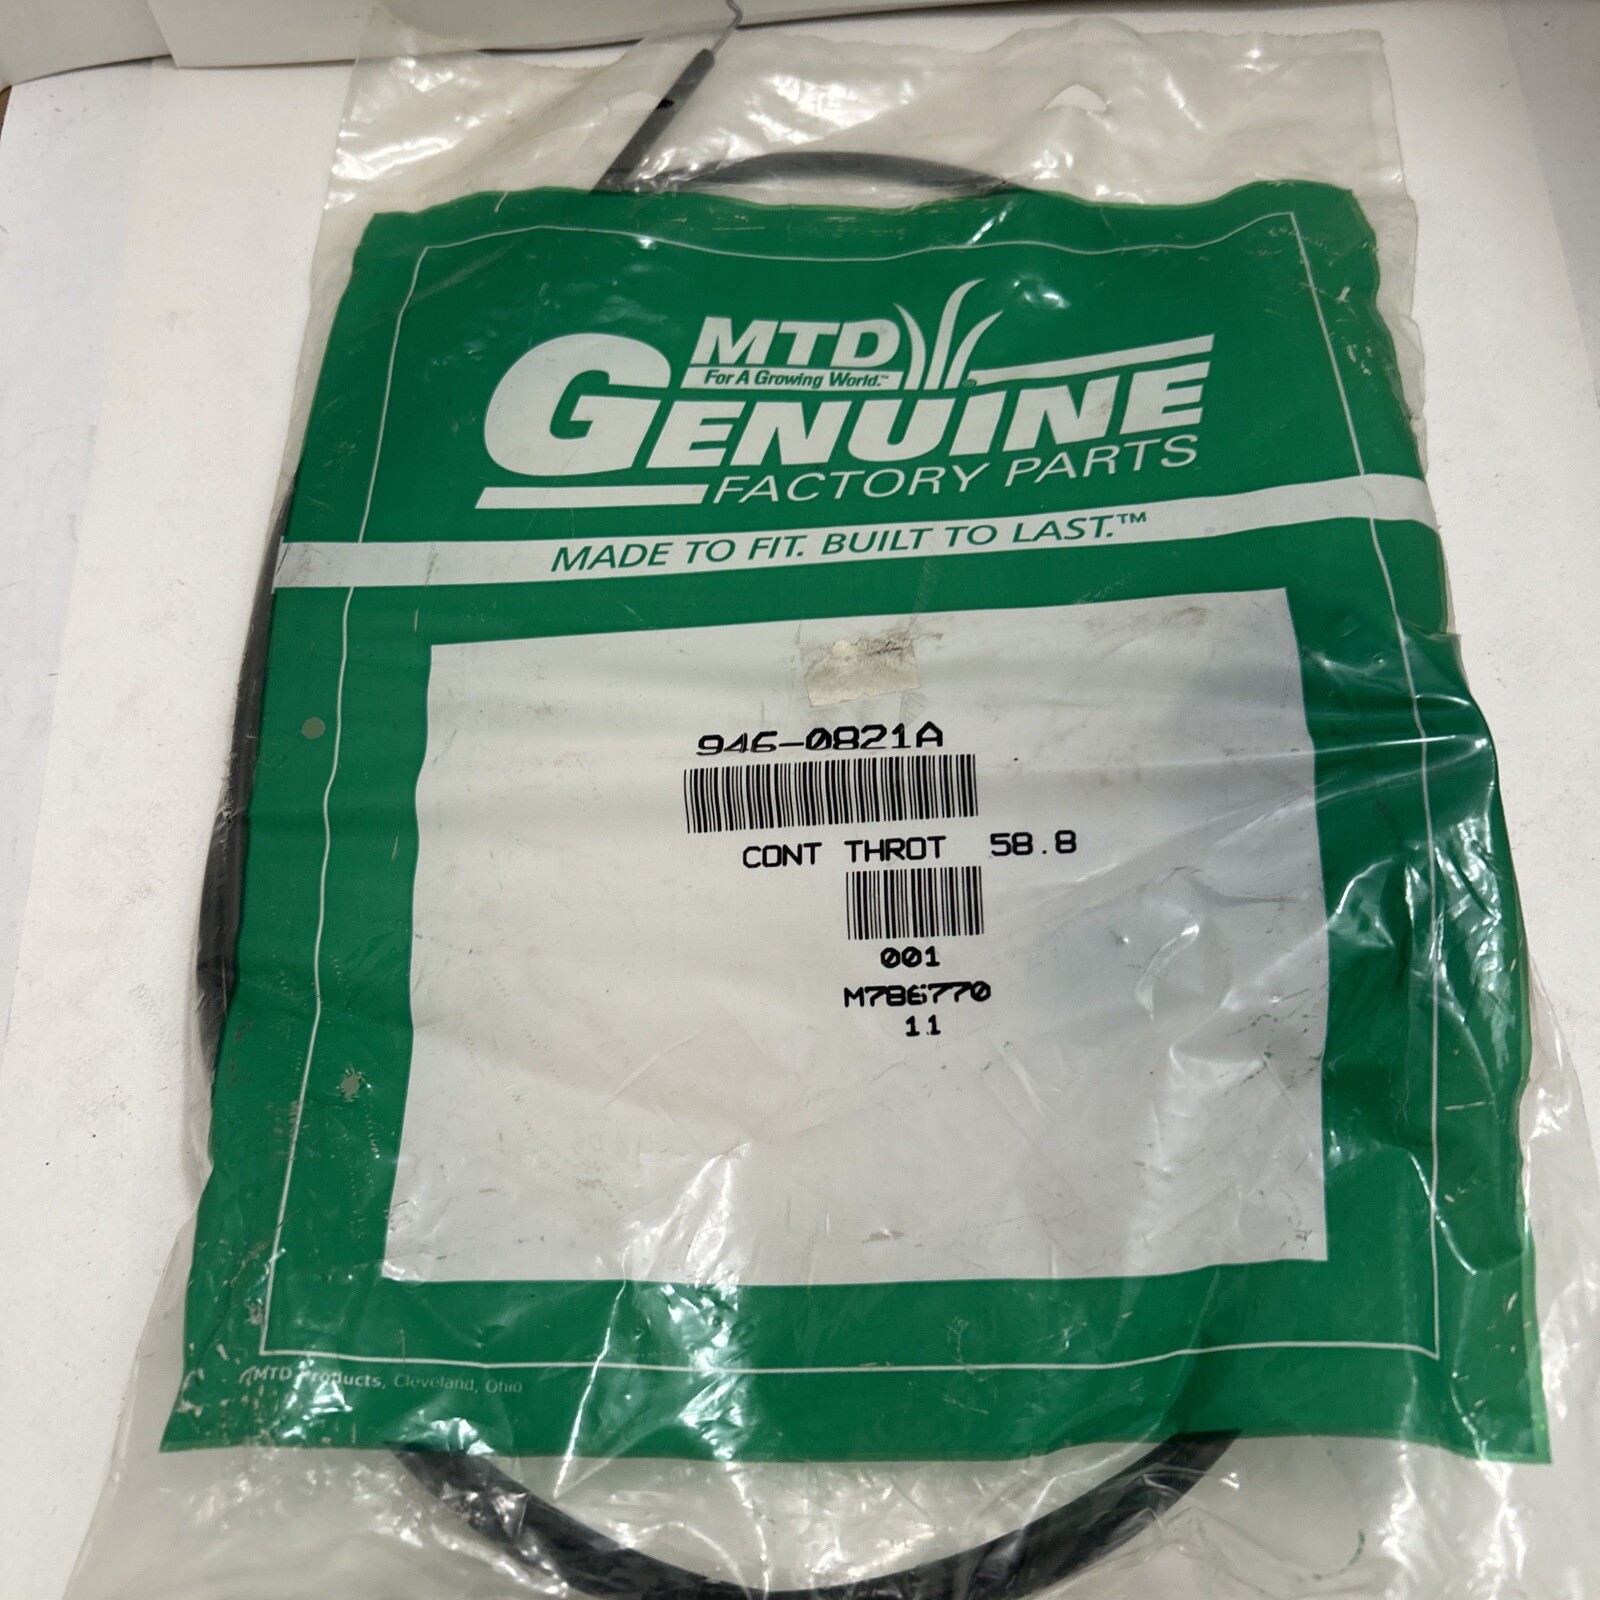 MTD
For A Growing World.™
GENUINE
FACTORY PARTS
MADE TO FIT. BUILT TO LAST.™
946-0821A
CONT THROT 58.8
001
M786770
11
MTD Products, Cleveland, Ohio